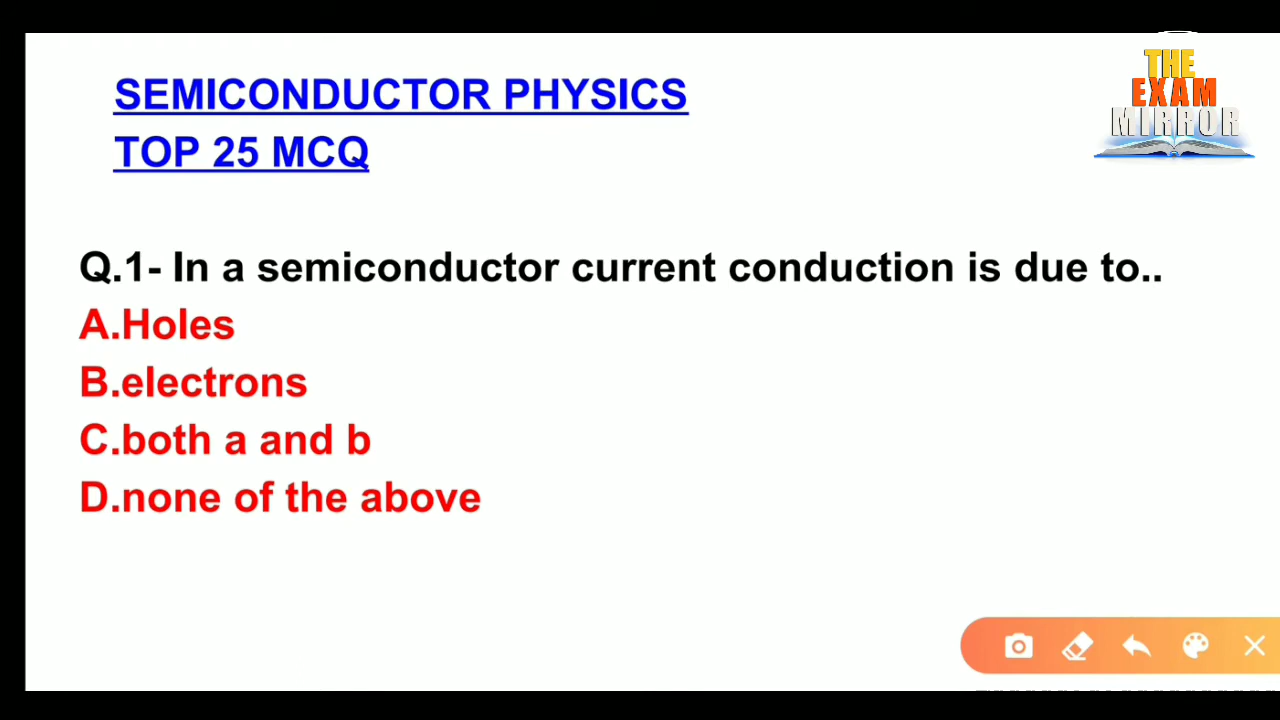 SEMICONDUCTOR PHYSICS
TOP 25 MCQ
THE
EXAM
MIRROR
Q.1- In a semiconductor current conduction is due to..
A.Holes
B.electrons
C.both a and b
D.none of the above